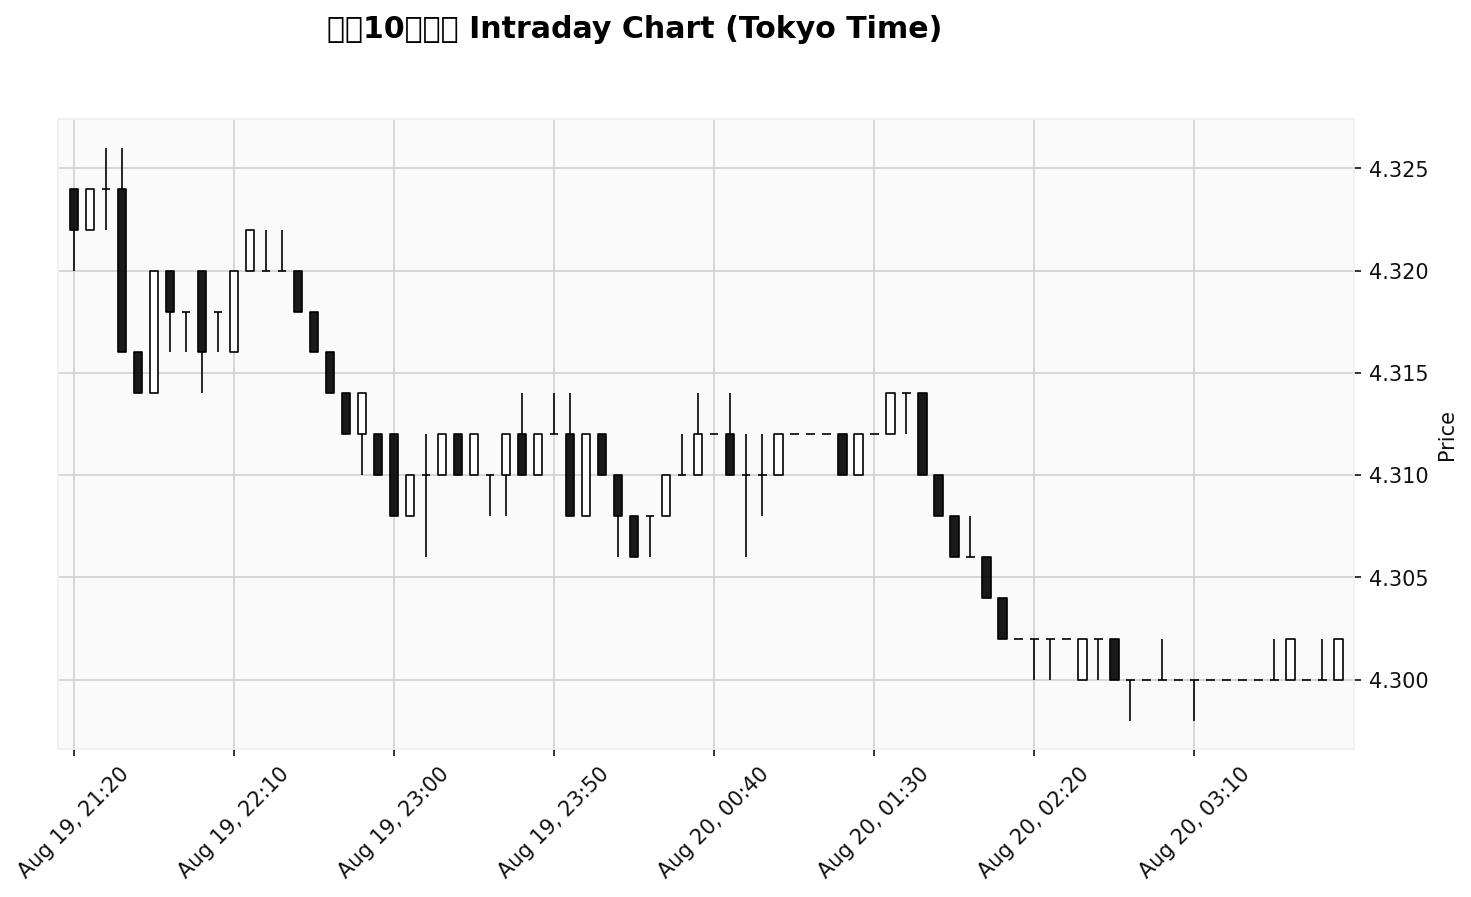 10 Intraday Chart (Tokyo Time)
4.325
4.320
4.315
4.310
4.305
4.300
Price
Aug 19, 21:20
Aug 19, 22:10
Aug 19, 23:00
Aug 19, 23:50
Aug 20, 00:40
Aug 20, 01:30
Aug 20, 02:20
Aug 20, 03:10